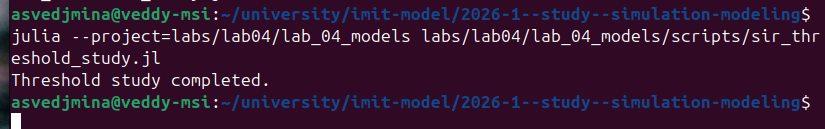 asvedjmina@veddy-msi:~/university/imit-model/2026-1--study--simulation-modeling$
julia --project=labs/lab04/lab_04_models labs/lab04/lab_04_models/scripts/sir_thr
eshold_study.jl
Threshold study completed.
asvedjmina@veddy-msi:~/university/imit-model/2026-1--study--simulation-modeling$